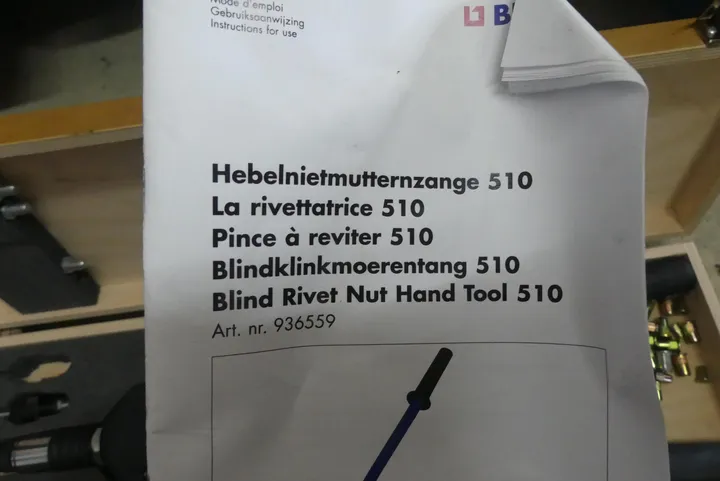 Mode d'emploi
Gebruiksaanwijzing
Instructions for use
B
Hebelnietmutternzange 510
La rivettatrice 510
Pince à reviter 510
Blindklinkmoerentang 510
Blind Rivet Nut Hand Tool 510
Art. nr. 936559